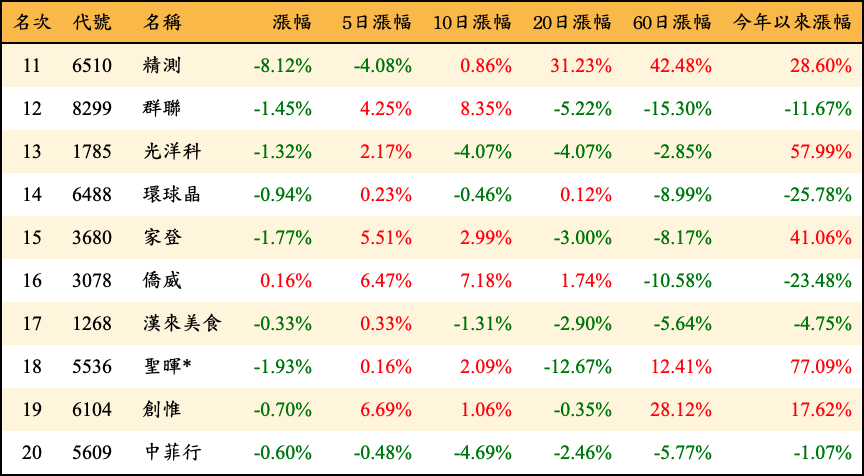 名次 代號 名稱 漲幅 5日漲幅 10日漲幅 20日漲幅 60日漲幅 今年以來漲幅
11 6510 精測 -8.12% -4.08% 0.86% 31.23% 42.48% 28.60%
12 8299 群聯 -1.45% 4.25% 8.35% -5.22% -15.30% -11.67%
13 1785 光洋科 -1.32% 2.17% -4.07% -4.07% -2.85% 57.99%
14 6488 環球晶 -0.94% 0.23% -0.46% 0.12% -8.99% -25.78%
15 3680 家登 -1.77% 5.51% 2.99% -3.00% -8.17% 41.06%
16 3078 僑威 0.16% 6.47% 7.18% 1.74% -10.58% -23.48%
17 1268 漢來美食 -0.33% 0.33% -1.31% -2.90% -5.64% -4.75%
18 5536 聖暉* -1.93% 0.16% 2.09% -12.67% 12.41% 77.09%
19 6104 創惟 -0.70% 6.69% 1.06% -0.35% 28.12% 17.62%
20 5609 中菲行 -0.60% -0.48% -4.69% -2.46% -5.77% -1.07%